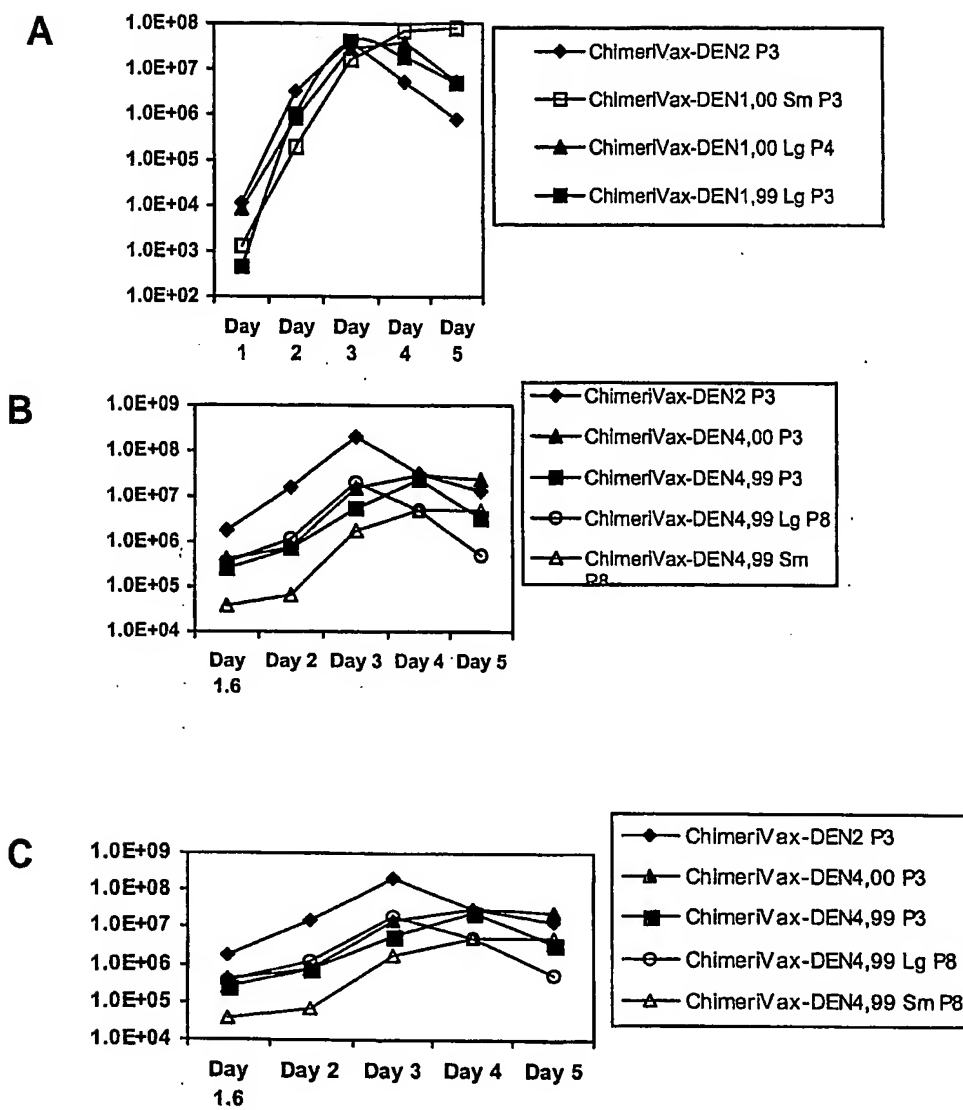 A
1.0E+08
1.0E+07
1.0E+06
1.0E+05
1.0E+04
1.0E+03
1.0E+02
Day 1
Day 2
Day 3
Day 4
Day 5
ChimeriVax-DEN2 P3
ChimeriVax-DEN1,00 Sm P3
ChimeriVax-DEN1,00 Lg P4
ChimeriVax-DEN1,99 Lg P3
B
1.0E+09
1.0E+08
1.0E+07
1.0E+06
1.0E+05
1.0E+04
Day 1.6
Day 2
Day 3
Day 4
Day 5
ChimeriVax-DEN2 P3
ChimeriVax-DEN4,00 P3
ChimeriVax-DEN4,99 P3
ChimeriVax-DEN4,99 Lg P8
ChimeriVax-DEN4,99 Sm
P8
C
1.0E+09
1.0E+08
1.0E+07
1.0E+06
1.0E+05
1.0E+04
Day 1.6
Day 2
Day 3
Day 4
Day 5
ChimeriVax-DEN2 P3
ChimeriVax-DEN4,00 P3
ChimeriVax-DEN4,99 P3
ChimeriVax-DEN4,99 Lg P8
ChimeriVax-DEN4,99 Sm P8